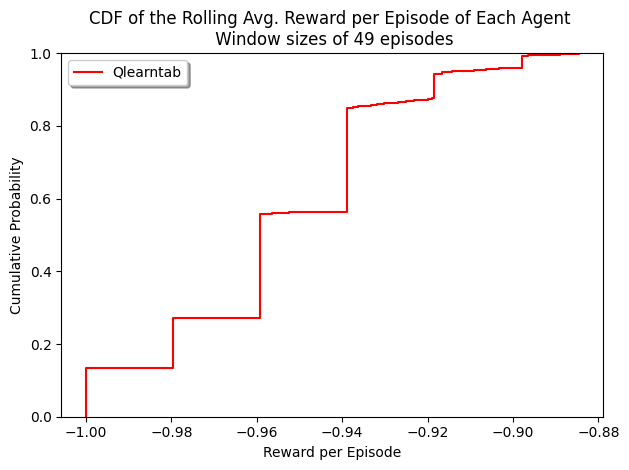 CDF of the Rolling Avg. Reward per Episode of Each Agent
Window sizes of 49 episodes
Qlearntab
Cumulative Probability
1.0
0.8
0.6
0.4
0.2
0.0
−1.00 −0.98 −0.96 −0.94 −0.92 −0.90 −0.88
Reward per Episode